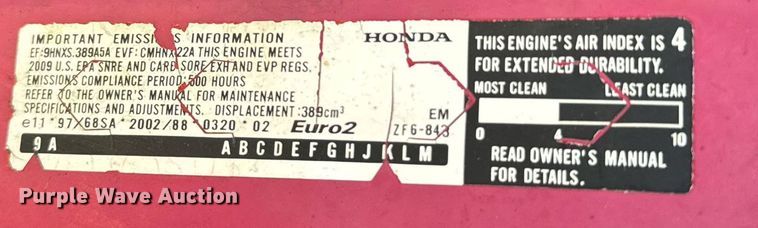 IMPORTANT EMISSIONS INFORMATION
EF:9HNXS.389A5A EVF: CMHNX.22A THIS ENGINE MEETS
2009 U.S. EPA SNRE AND CARB SORE EXH AND EVP REGS.
EMISSIONS COMPLIANCE PERIOD: 500 HOURS
REFER TO THE OWNER'S MANUAL FOR MAINTENANCE
SPECIFICATIONS AND ADJUSTMENTS. DISPLACEMENT:389cm³
e11*97/68SA*2002/88*0320*02 Euro2
9 A A B C D E F G H J K L M
HONDA
EM
ZF6-843
THIS ENGINE'S AIR INDEX IS 4
FOR EXTENDED DURABILITY.
MOST CLEAN LEAST CLEAN
0 4 10
READ OWNER'S MANUAL
FOR DETAILS.
Purple Wave Auction